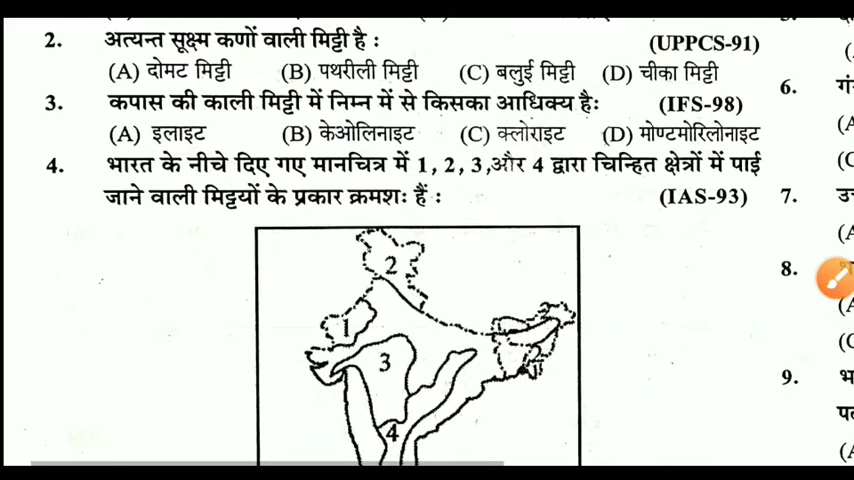 2. अत्यन्त सूक्ष्म कणों वाली मिट्टी है : (UPPCS-91)
(A) दोमट मिट्टी (B) पथरीली मिट्टी (C) बलुई मिट्टी (D) चीका मिट्टी
3. कपास की काली मिट्टी में निम्न में से किसका आधिक्य है: (IFS-98)
(A) इलाइट (B) केओलिनाइट (C) क्लोराइट (D) मोण्टमोरिलोनाइट
4. भारत के नीचे दिए गए मानचित्र में 1, 2, 3,और 4 द्वारा चिन्हित क्षेत्रों में पाई
जाने वाली मिट्टयों के प्रकार क्रमशः हैं : (IAS-93)
2
1
3
4
6.
7.
8.
9.